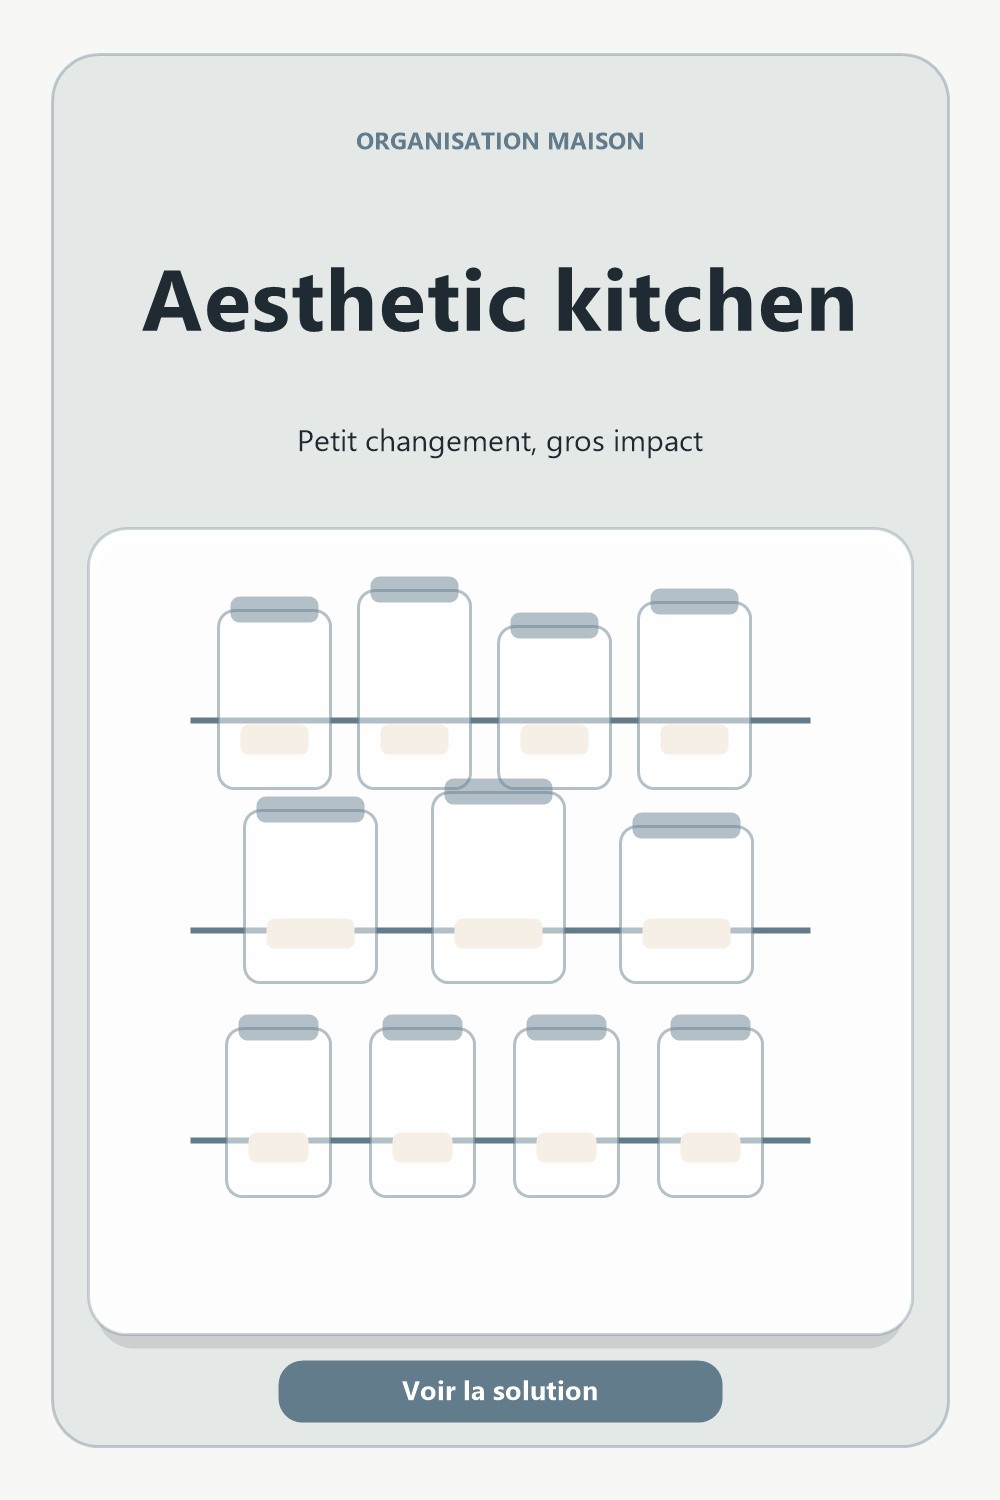 ORGANISATION MAISON
Aesthetic kitchen
Petit changement, gros impact
Voir la solution